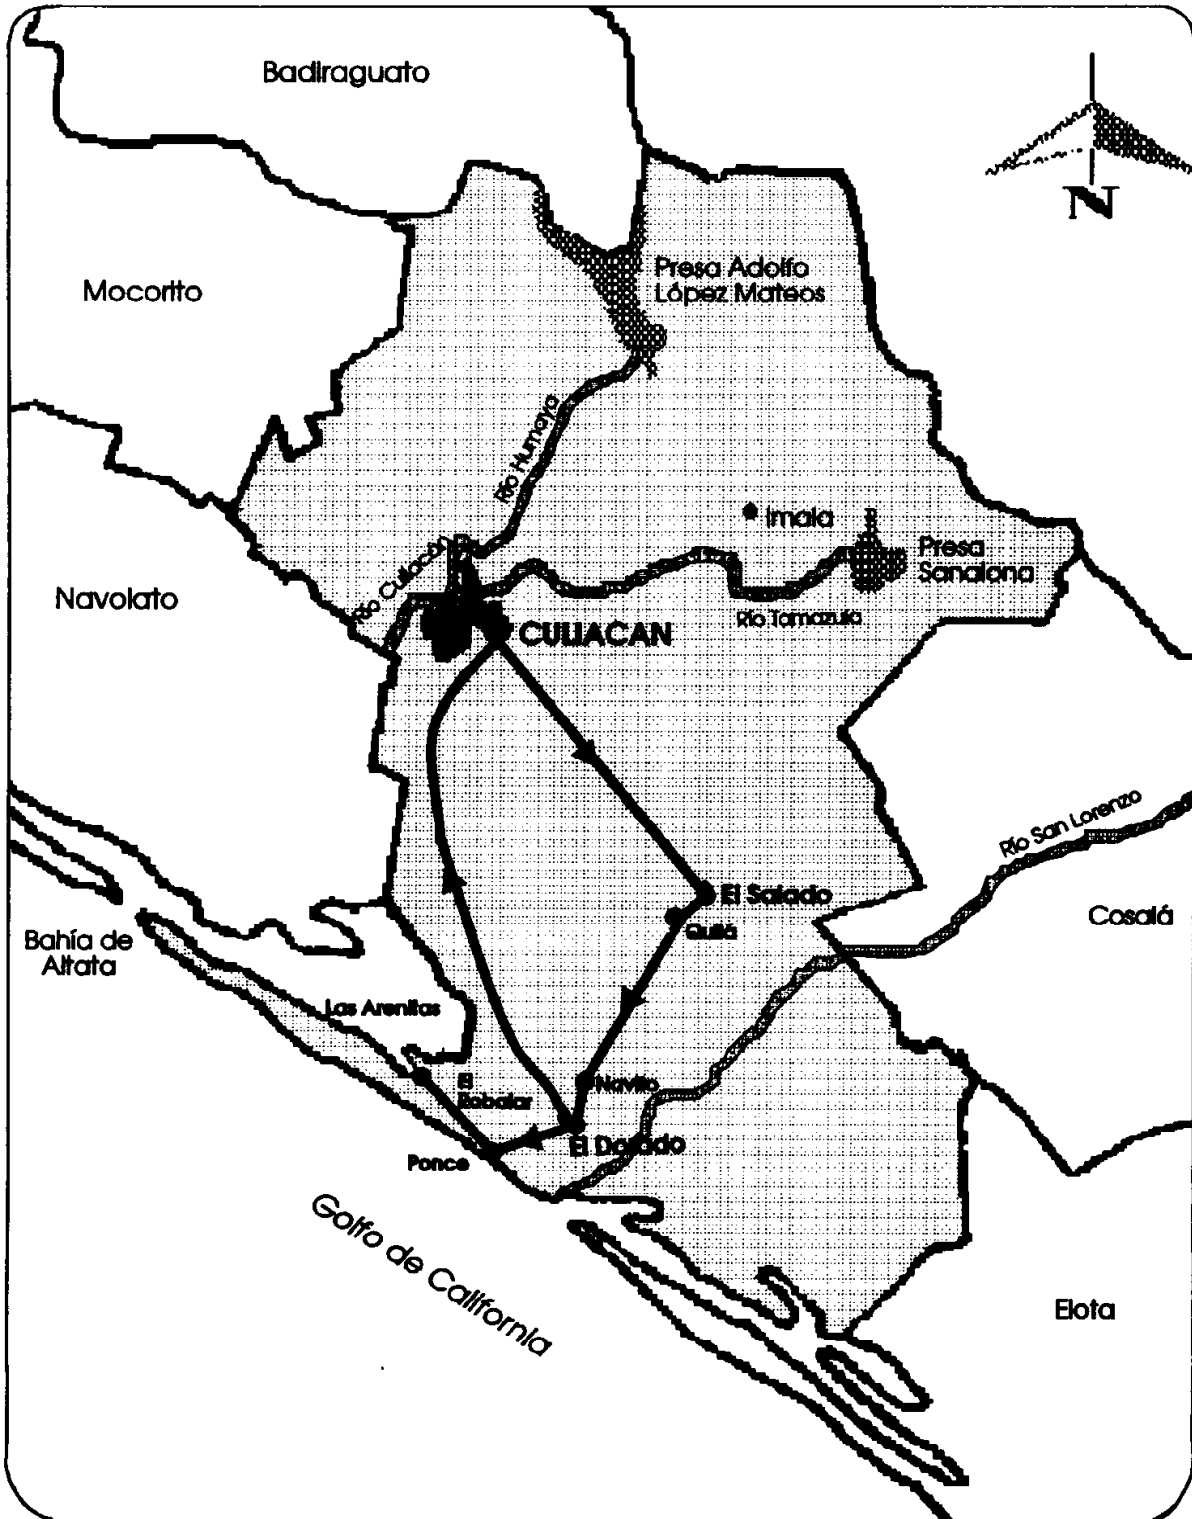 Badiraguato
N
Presa Adolfo
López Mateos
Mocorito
Río Humaya
Imala
Presa
Sanalona
Río Culiacán
Navolato
Río Tamazula
CULIACAN
Río San Lorenzo
El Salado
Cosalá
Quilá
Bahía de
Altata
Las Arenitas
El
Robalar
Navito
El Dorado
Ponce
Golfo de California
Elota